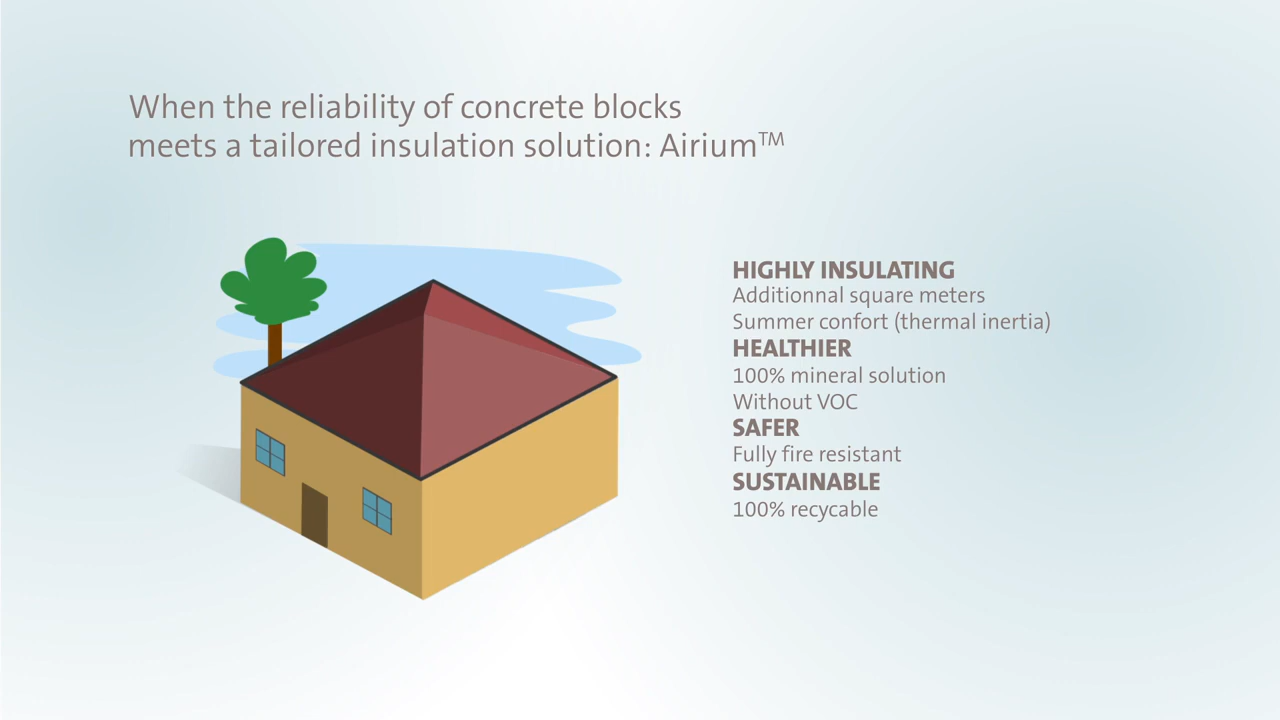 When the reliability of concrete blocks
meets a tailored insulation solution: Airium™
HIGHLY INSULATING
Additionnal square meters
Summer confort (thermal inertia)
HEALTHIER
100% mineral solution
Without VOC
SAFER
Fully fire resistant
SUSTAINABLE
100% recycable